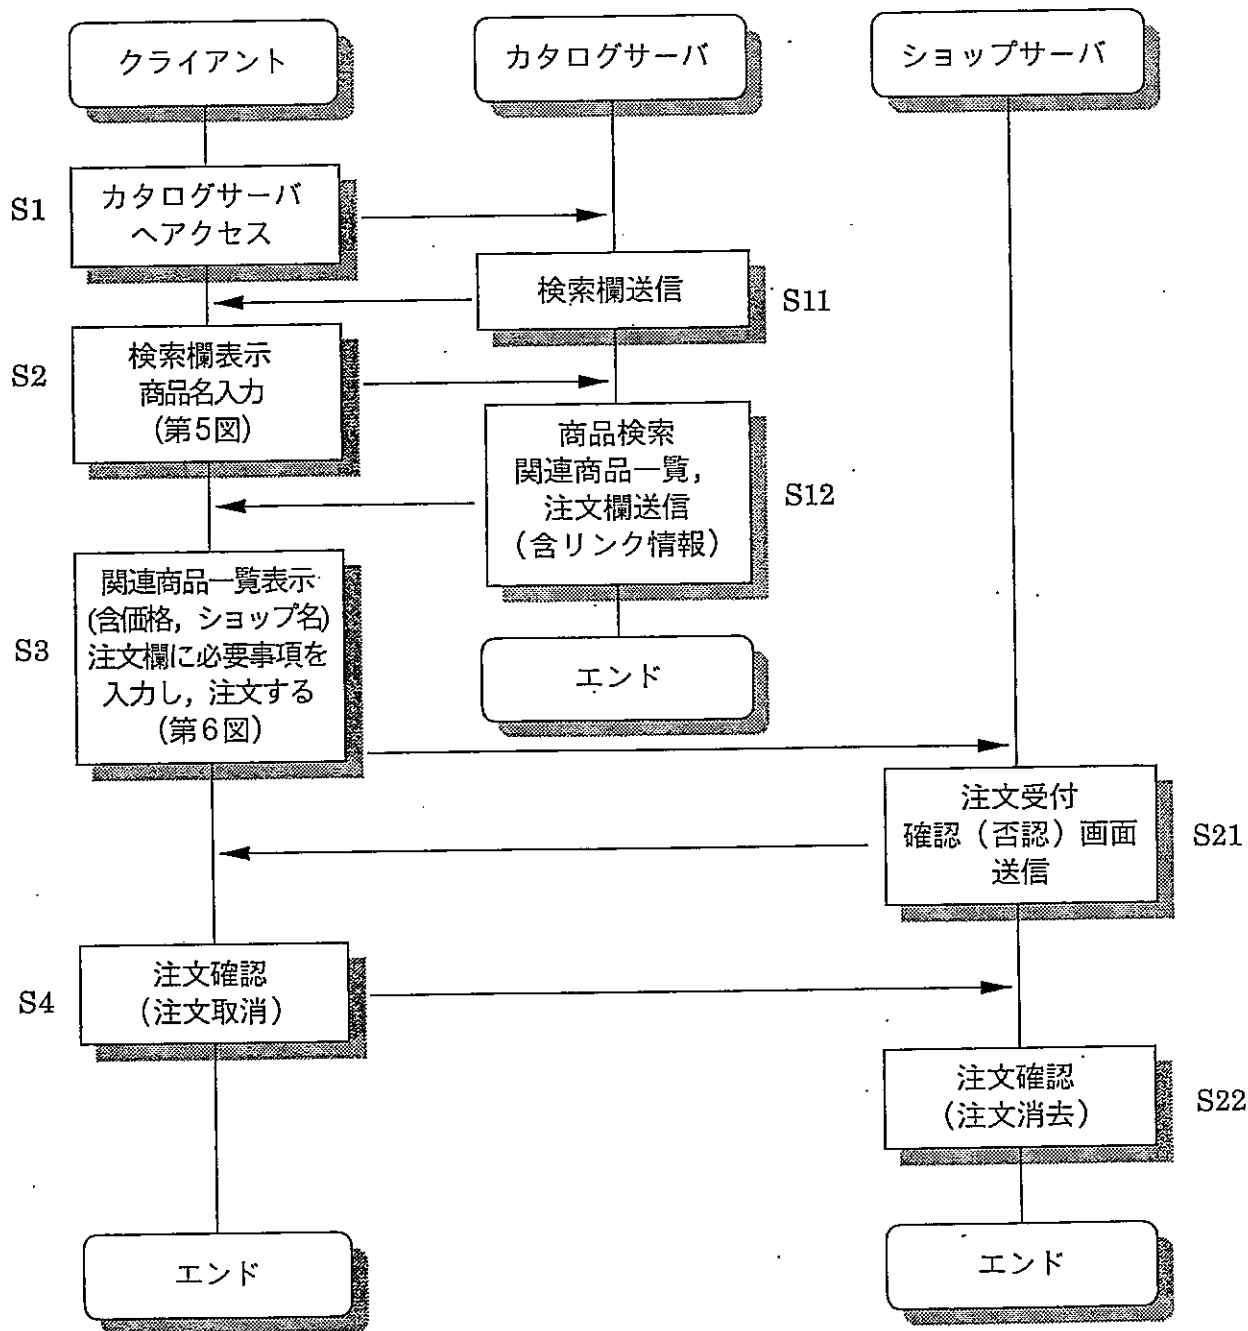 クライアント
カタログサーバ
ショップサーバ
S1
カタログサーバ
へアクセス
検索欄送信
S11
S2
検索欄表示
商品名入力
(第5図)
商品検索
関連商品一覧,
注文欄送信
(含リンク情報)
S12
S3
関連商品一覧表示
(含価格, ショップ名)
注文欄に必要事項を
入力し, 注文する
(第6図)
エンド
注文受付
確認(否認)画面
送信
S21
S4
注文確認
(注文取消)
注文確認
(注文消去)
S22
エンド
エンド